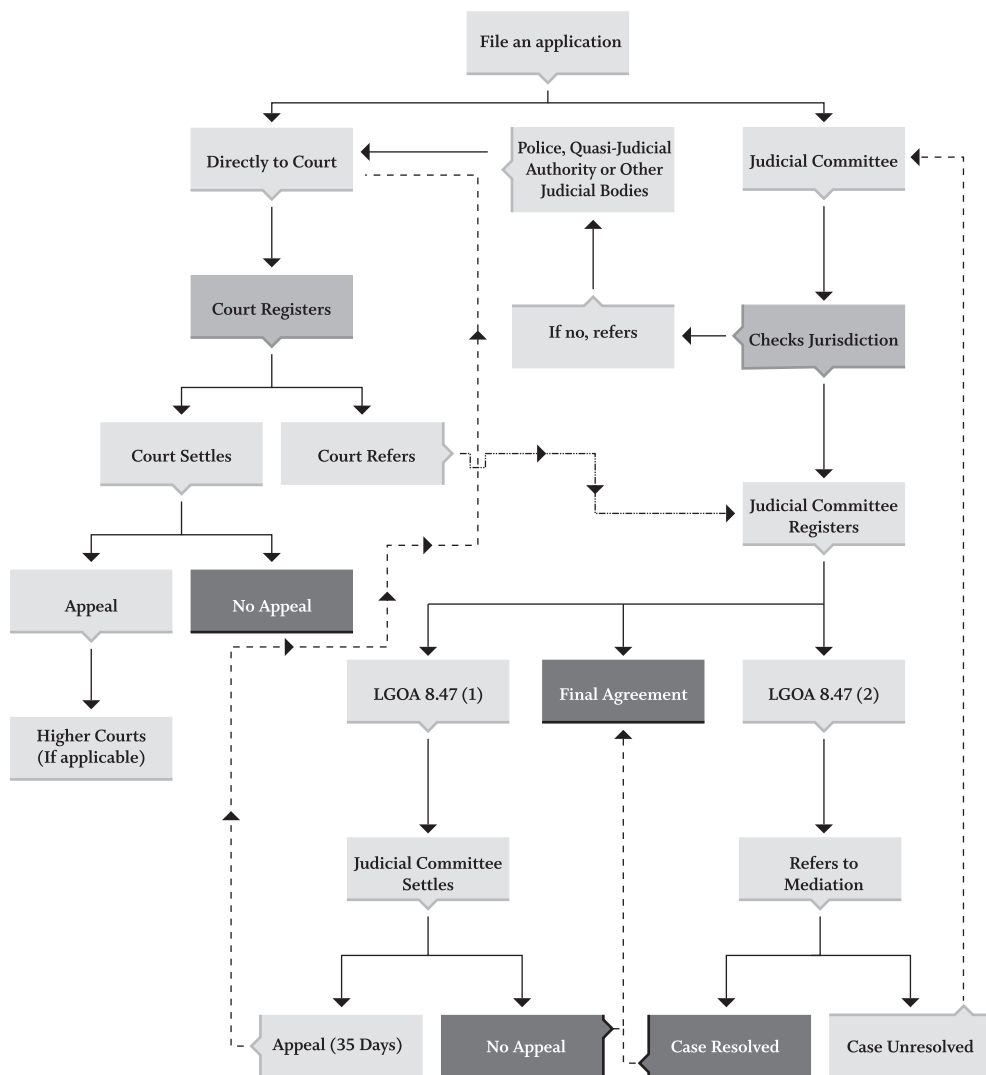 File an application
Directly to Court
Police, Quasi-Judicial
Authority or Other
Judicial Bodies
Judicial Committee
Court Registers
If no, refers
Checks Jurisdiction
Court Settles
Court Refers
Judicial Committee
Registers
Appeal
No Appeal
LGOA 8.47 (1)
Final Agreement
LGOA 8.47 (2)
Higher Courts
(If applicable)
Judicial Committee
Settles
Refers to
Mediation
Appeal (35 Days)
No Appeal
Case Resolved
Case Unresolved